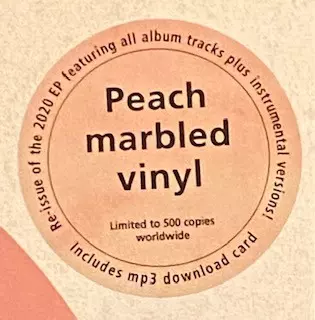 Re-issue of the 2020 EP featuring all album tracks plus instrumental versions!
Peach
marbled
vinyl
Limited to 500 copies
worldwide
Includes mp3 download card